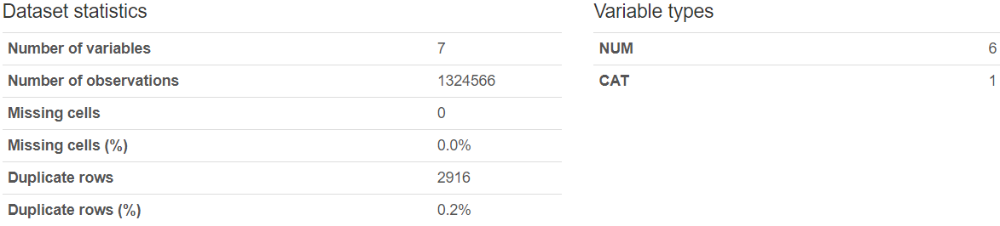 Dataset statistics
Number of variables 7
Number of observations 1324566
Missing cells 0
Missing cells (%) 0.0%
Duplicate rows 2916
Duplicate rows (%) 0.2%
Variable types
NUM 6
CAT 1